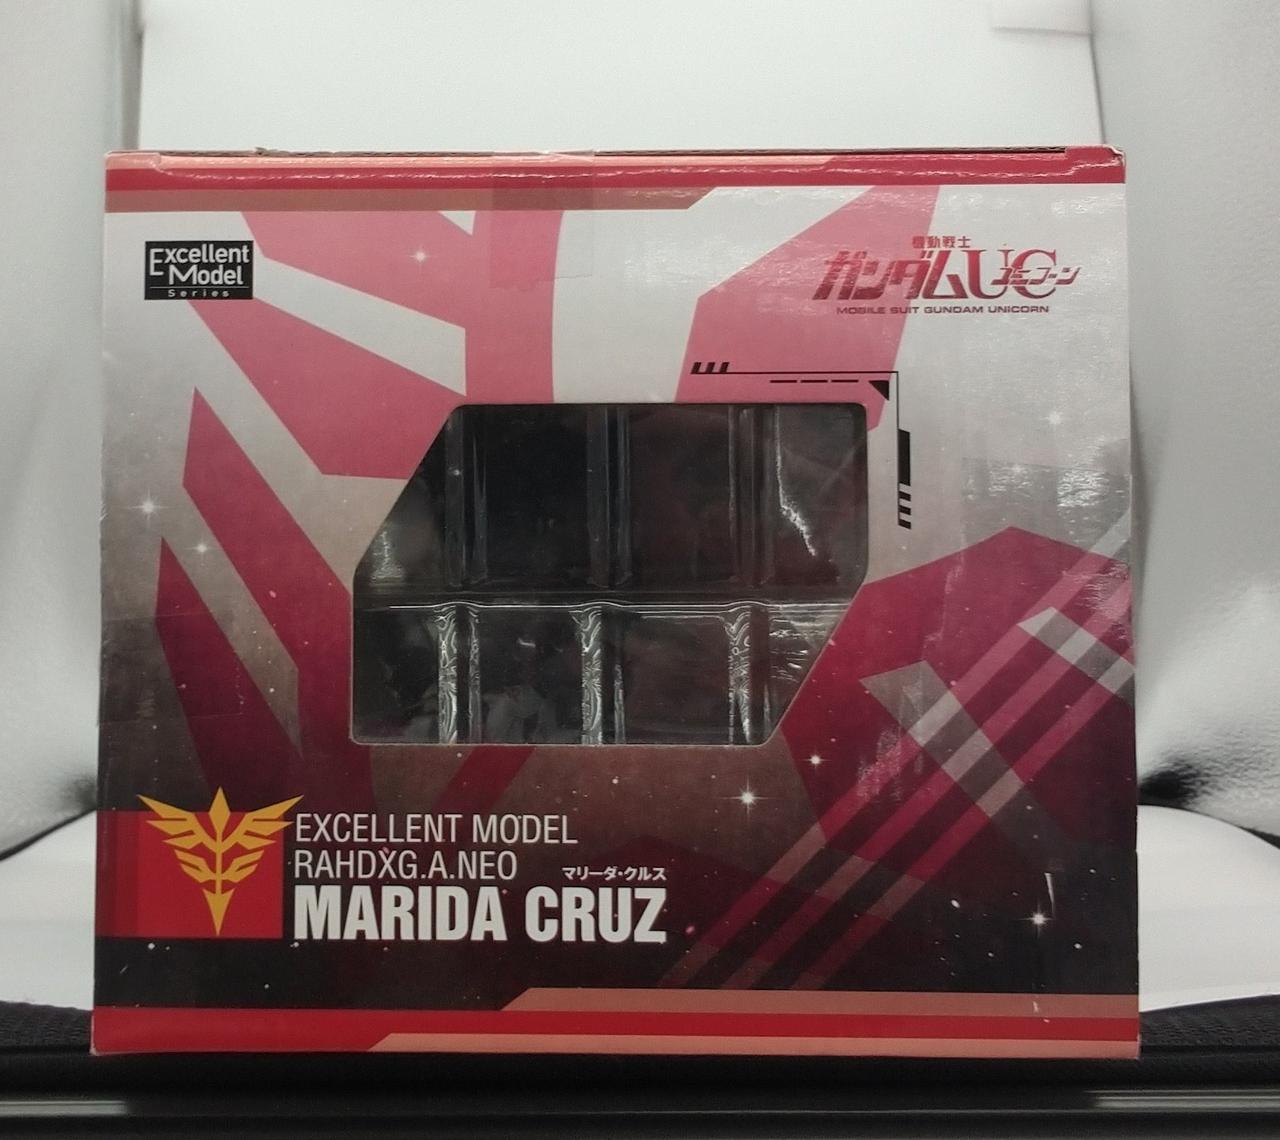 Excellent
Model
Series
機動戦士
ガンダムUC
ユニコーン
MOBILE SUIT GUNDAM UNICORN
EXCELLENT MODEL
RAHDXG.A.NEO
マリーダ・クルス
MARIDA CRUZ